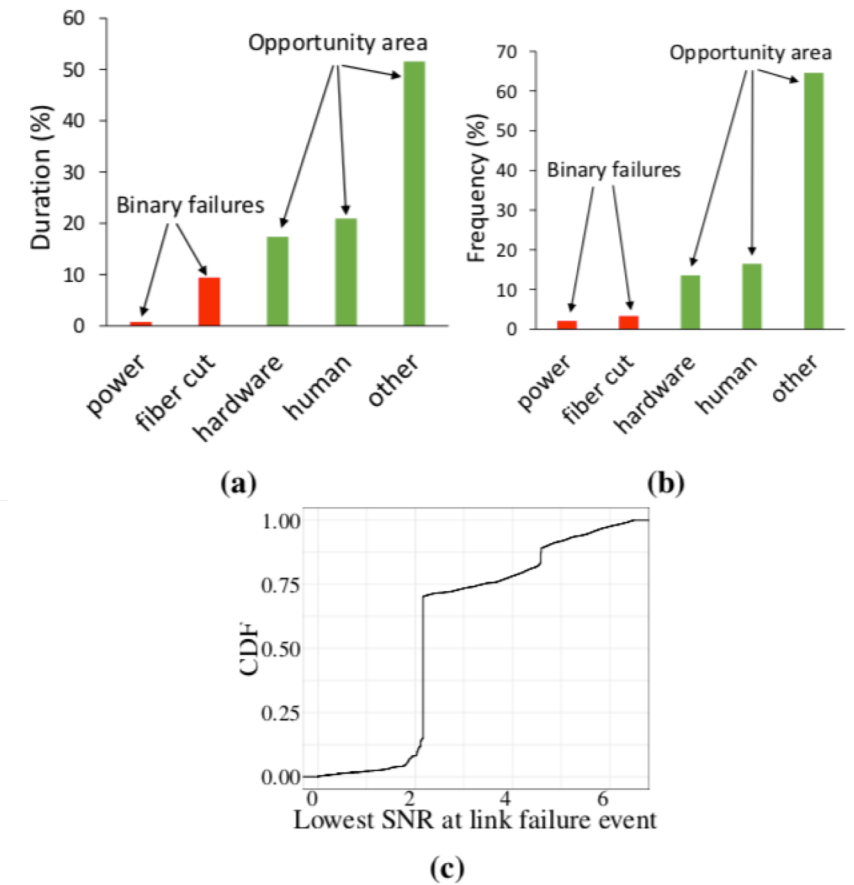 60
50
40
30
20
10
0
Duration (%)
Opportunity area
Binary failures
power
fiber cut
hardware
human
other
(a)
70
60
50
40
30
20
10
0
Frequency (%)
Opportunity area
Binary failures
power
fiber cut
hardware
human
other
(b)
1.00
0.75
0.50
0.25
0.00
CDF
0 2 4 6
Lowest SNR at link failure event
(c)